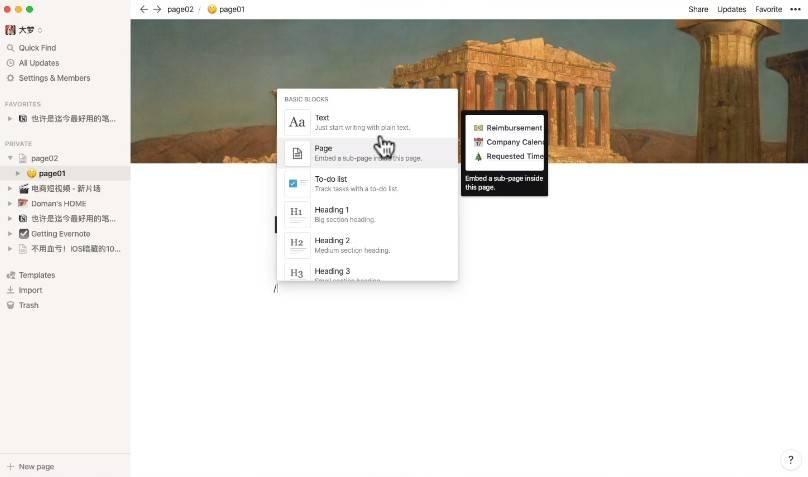 page02 / page01
Share Updates Favorite
大梦
Quick Find
All Updates
Settings & Members
FAVORITES
也许是迄今最好用的笔...
PRIVATE
page02
page01
电商短视频 - 新片场
Doman's HOME
也许是迄今最好用的笔...
Getting Evernote
不用血亏！iOS暗藏的10...
Templates
Import
Trash
New page
BASIC BLOCKS
Aa
Text
Just start writing with plain text.
Page
Embed a sub-page inside this page.
To-do list
Track tasks with a to-do list.
H1
Heading 1
Big section heading.
H2
Heading 2
Medium section heading.
H3
Heading 3
Small section heading.
/
Reimbursement
Company Calen
Requested Time
Embed a sub-page inside
this page.
?